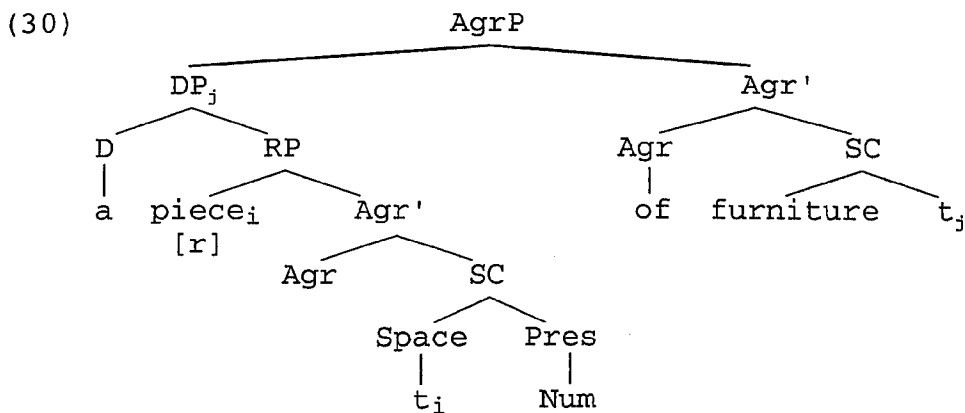 (30) AgrP
DPj Agr'
D RP Agr SC
a piecei Agr' of furniture tj
[r]
Agr SC
Space Pres
ti Num